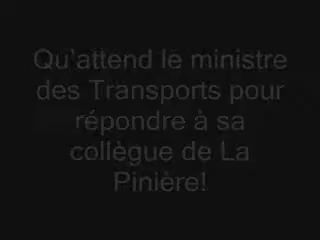 Qu'attend le ministre
des Transports pour
répondre à sa
collègue de La
Pinière!